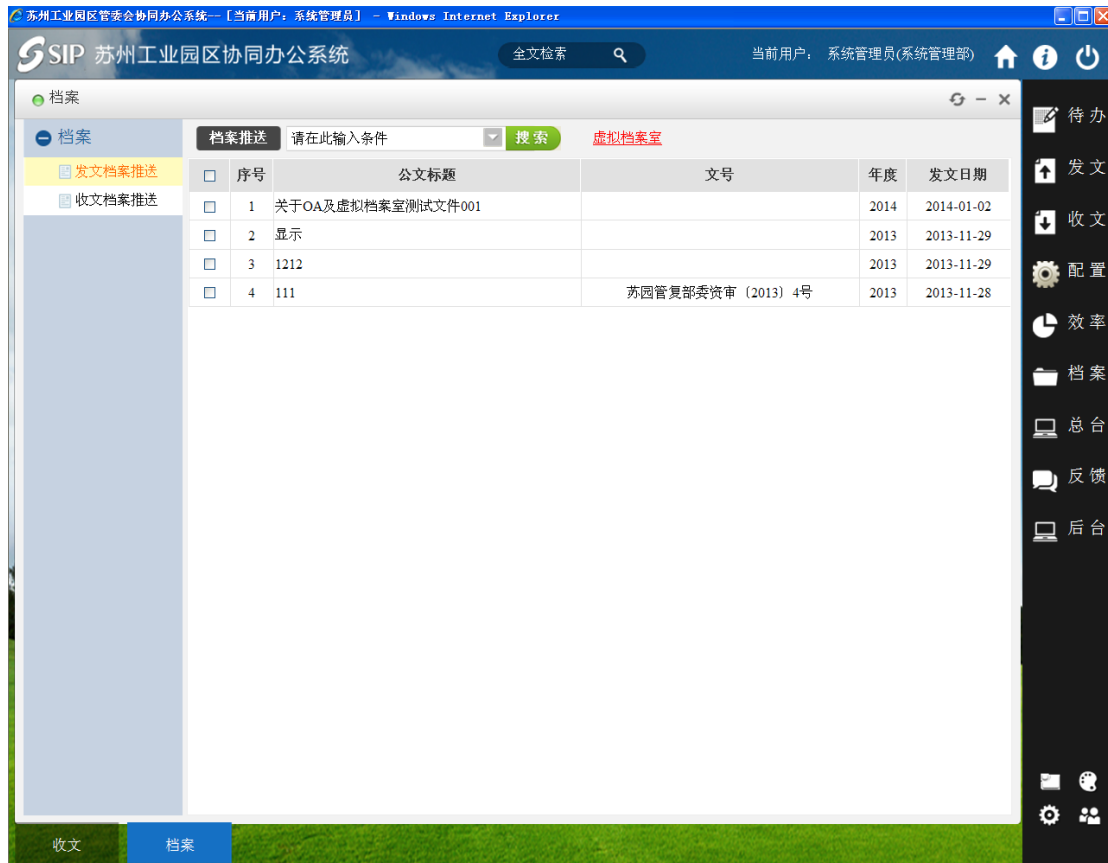 苏州工业园区管委会协同办公系统--[当前用户：系统管理员] - Windows Internet Explorer
SIP 苏州工业园区协同办公系统 全文检索 当前用户： 系统管理员(系统管理部)
档案
档案
发文档案推送
收文档案推送
档案推送 请在此输入条件 搜索 虚拟档案室
序号 公文标题 文号 年度 发文日期
1 关于OA及虚拟档案室测试文件001 2014 2014-01-02
2 显示 2013 2013-11-29
3 1212 2013 2013-11-29
4 111 苏园管复部委资审〔2013〕4号 2013 2013-11-28
待办
发文
收文
配置
效率
档案
总台
反馈
后台
收文 档案